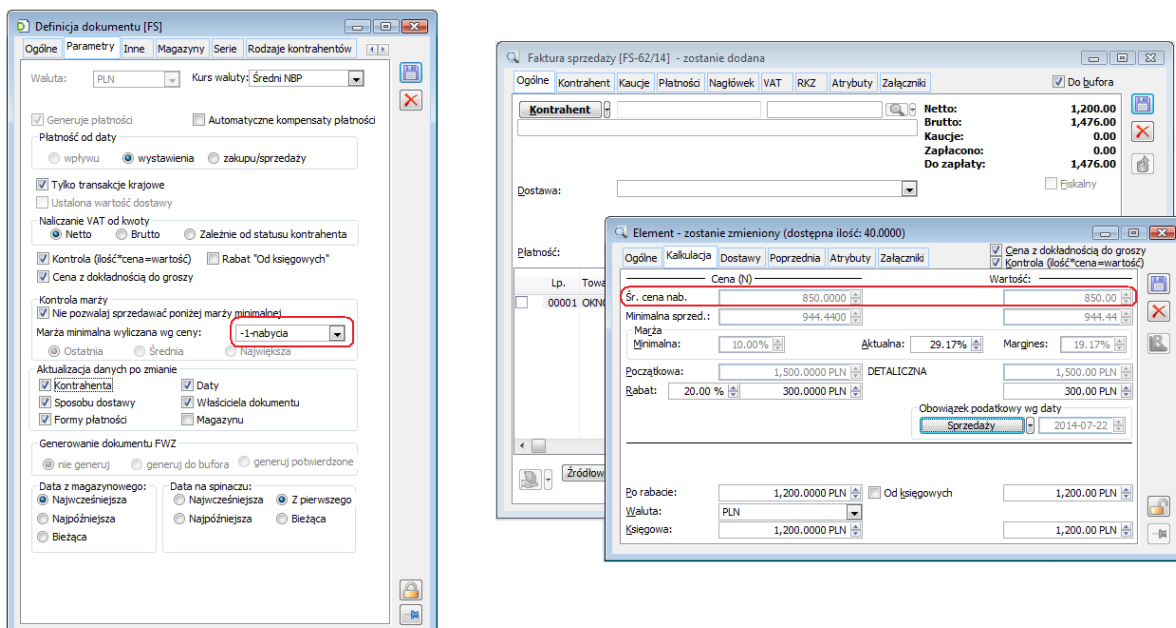 Definicja dokumentu [FS]
Ogólne Parametry Inne Magazyny Serie Rodzaje kontrahentów
Waluta: PLN Kurs waluty: Średni NBP
Generuje płatności Automatyczne kompensaty płatności
Płatność od daty
wpływu wystawienia zakupu/sprzedaży
Tylko transakcje krajowe
Ustalona wartość dostawy
Naliczanie VAT od kwoty
Netto Brutto Zależnie od statusu kontrahenta
Kontrola (ilość*cena=wartość) Rabat "Od księgowych"
Cena z dokładnością do groszy
Kontrola marży
Nie pozwalaj sprzedawać poniżej marży minimalnej
Marża minimalna wyliczana wg ceny: -1-nabycia
Ostatnia Średnia Największa
Aktualizacja danych po zmianie
Kontrahenta Daty
Sposobu dostawy Właściciela dokumentu
Formy płatności Magazynu
Generowanie dokumentu FWZ
nie generuj generuj do bufora generuj potwierdzone
Data z magazynowego: Data na spinaczu:
Najwcześniejsza Najwcześniejsza Z pierwszego
Najpóźniejsza Najpóźniejsza Bieżąca
Bieżąca
Faktura sprzedaży [FS-62/14] - zostanie dodana
Ogólne Kontrahent Kaucje Płatności Nagłówek VAT RKZ Atrybuty Załączniki Do bufora
Kontrahent
Netto: 1,200.00
Brutto: 1,476.00
Kaucje: 0.00
Zapłacono: 0.00
Do zapłaty: 1,476.00
Fiskalny
Dostawa:
Płatność:
Lp. Towa
00001 OKNO
Źródłow
Element - zostanie zmieniony (dostępna ilość: 40.0000)
Ogólne Kalkulacja Dostawy Poprzednia Atrybuty Załączniki
Cena z dokładnością do groszy
Kontrola (ilość*cena=wartość)
Cena (N) Wartość:
Śr. cena nab. 850.0000 850.00
Minimalna sprzed.: 944.4400 944.44
Marża
Minimalna: 10.00% Aktualna: 29.17% Margines: 19.17%
Początkowa: 1,500.0000 PLN DETALICZNA 1,500.00 PLN
Rabat: 20.00 % 300.0000 PLN 300.00 PLN
Obowiązek podatkowy wg daty
Sprzedaży 2014-07-22
Po rabacie: 1,200.0000 PLN Od księgowych 1,200.00 PLN
Waluta: PLN
Księgowa: 1,200.0000 PLN 1,200.00 PLN